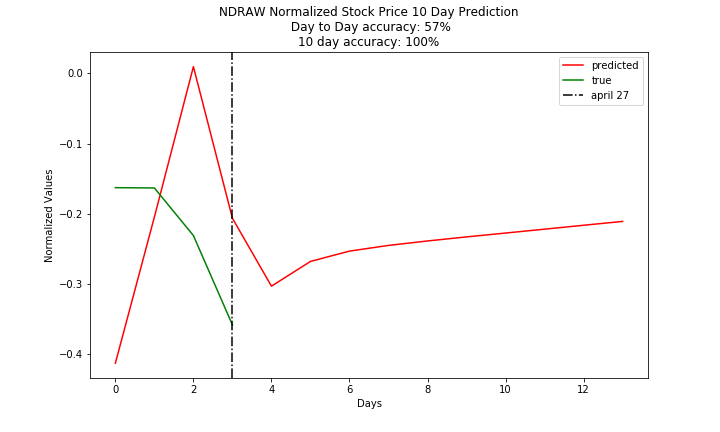 NDRAW Normalized Stock Price 10 Day Prediction
Day to Day accuracy: 57%
10 day accuracy: 100%
predicted
true
april 27
Normalized Values
0.0
−0.1
−0.2
−0.3
−0.4
0 2 4 6 8 10 12
Days